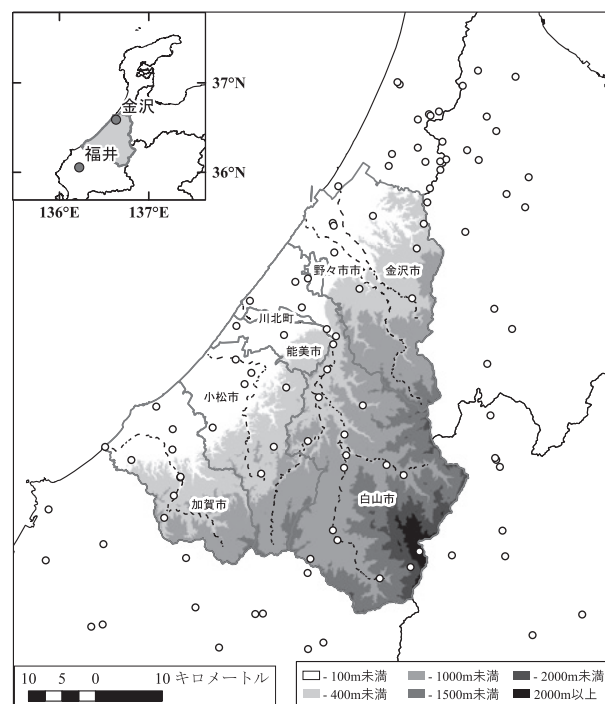 37°N
金沢
福井
36°N
136°E 137°E
野々市市
金沢市
川北町
能美市
小松市
白山市
加賀市
10 5 0 10 キロメートル
- 100m未満 - 1000m未満 - 2000m未満
- 400m未満 - 1500m未満 2000m以上